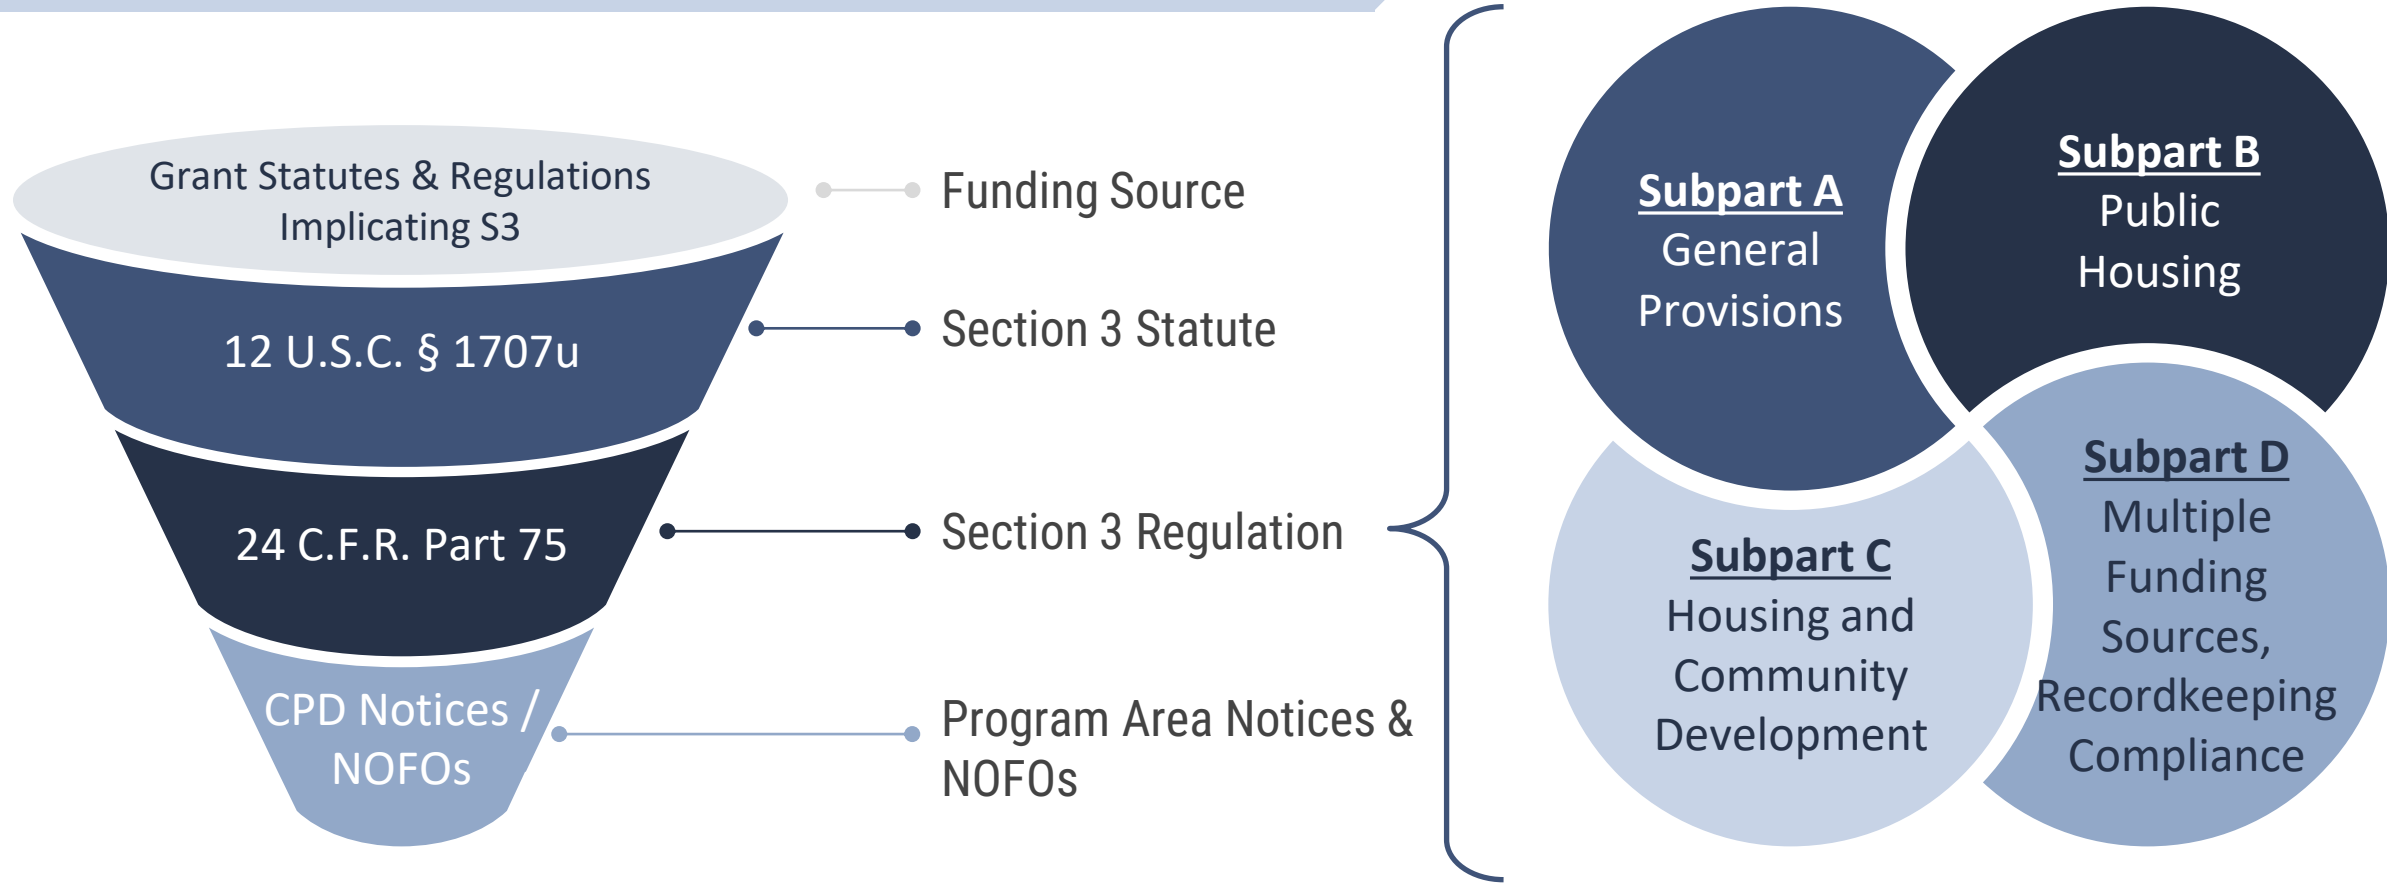 Grant Statutes & Regulations
Implicating S3
12 U.S.C. § 1707u
24 C.F.R. Part 75
CPD Notices /
NOFOs
Funding Source
Section 3 Statute
Section 3 Regulation
Program Area Notices &
NOFOs
Subpart A
General
Provisions
Subpart B
Public
Housing
Subpart C
Housing and
Community
Development
Subpart D
Multiple
Funding
Sources,
Recordkeeping
Compliance